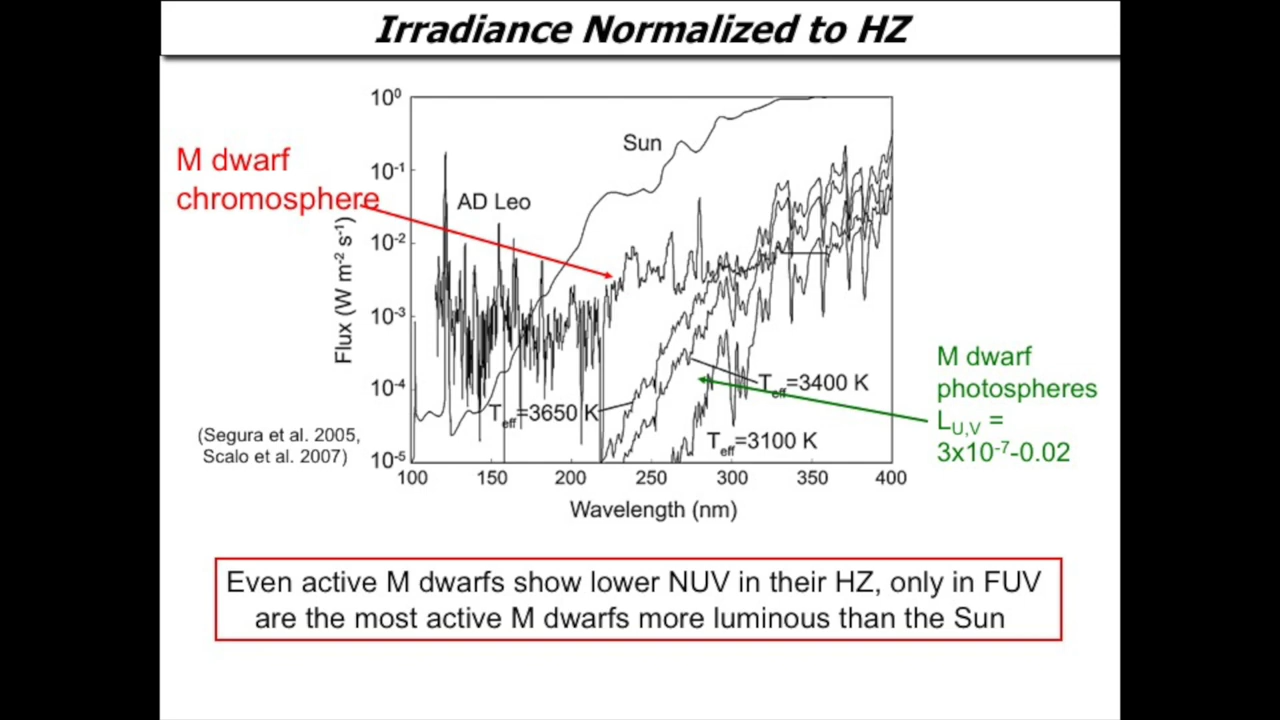 Irradiance Normalized to HZ
M dwarf
chromosphere
10⁰
10⁻¹
10⁻²
10⁻³
10⁻⁴
10⁻⁵
Flux (W m⁻² s⁻¹)
Sun
AD Leo
T_eff=3400 K
T_eff=3650 K
T_eff=3100 K
M dwarf
photospheres
L_U,V =
3x10⁻⁷-0.02
(Segura et al. 2005,
Scalo et al. 2007)
100 150 200 250 300 350 400
Wavelength (nm)
Even active M dwarfs show lower NUV in their HZ, only in FUV
are the most active M dwarfs more luminous than the Sun